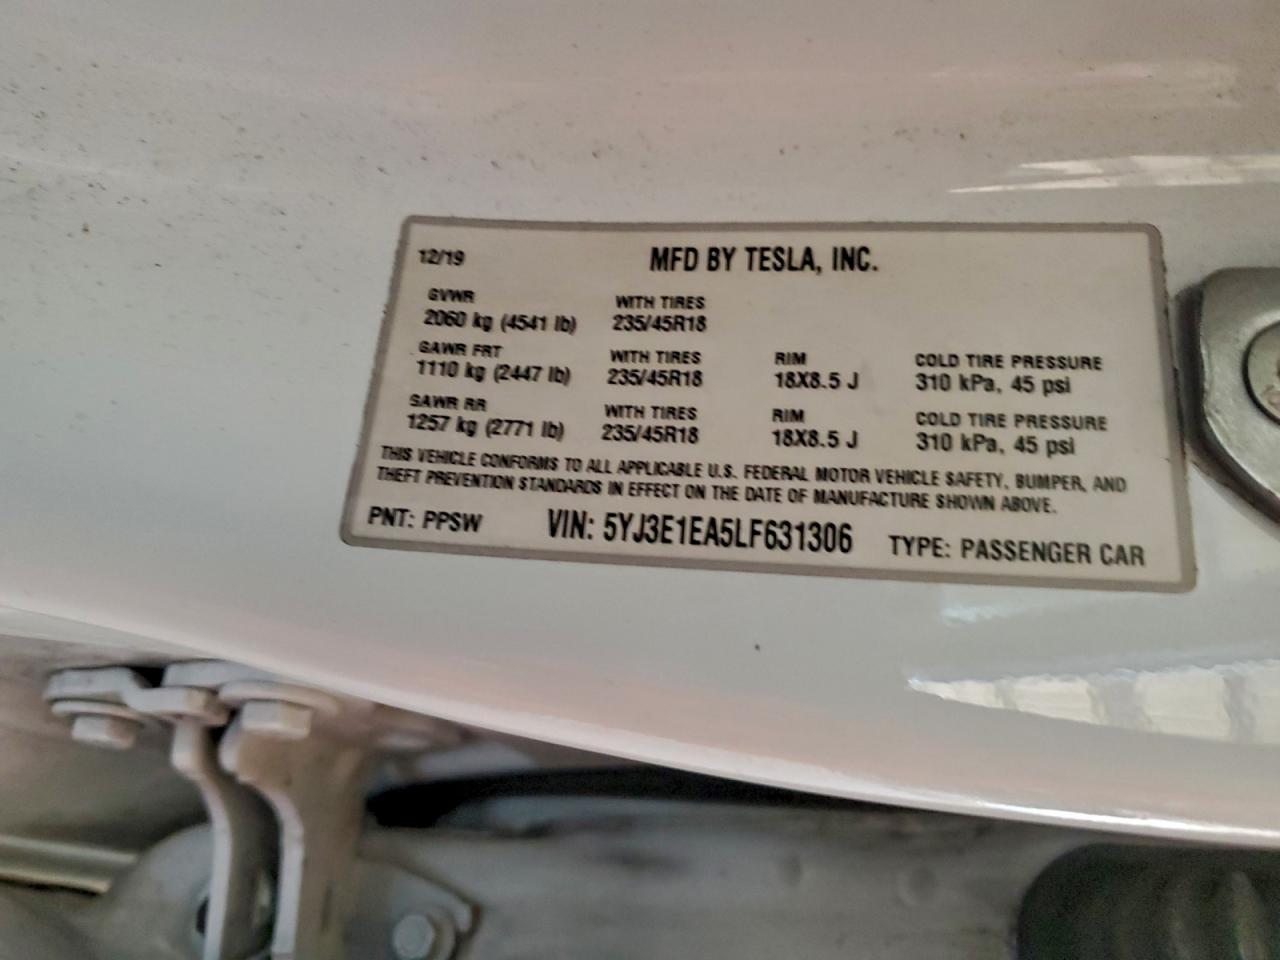 12/19 MFD BY TESLA, INC.
GVWR WITH TIRES
2060 kg (4541 lb) 235/45R18
GAWR FRT WITH TIRES RIM COLD TIRE PRESSURE
1110 kg (2447 lb) 235/45R18 18X8.5 J 310 kPa, 45 psi
GAWR RR WITH TIRES RIM COLD TIRE PRESSURE
1257 kg (2771 lb) 235/45R18 18X8.5 J 310 kPa, 45 psi
THIS VEHICLE CONFORMS TO ALL APPLICABLE U.S. FEDERAL MOTOR VEHICLE SAFETY, BUMPER, AND
THEFT PREVENTION STANDARDS IN EFFECT ON THE DATE OF MANUFACTURE SHOWN ABOVE.
PNT: PPSW VIN: 5YJ3E1EA5LF631306 TYPE: PASSENGER CAR